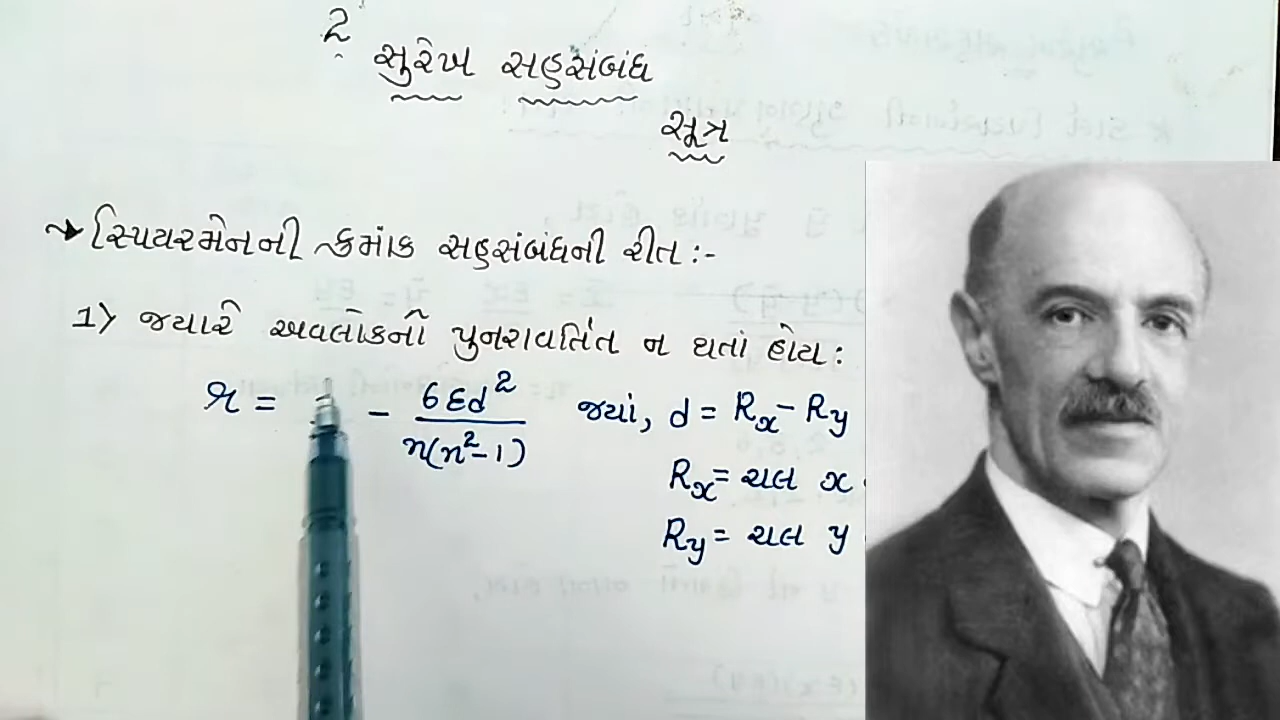 2
સુરેખ સહસંબંધ
સૂત્ર
→ સ્પિયરમેનની ક્રમાંક સહસંબંધની રીત :-
1) જ્યારે અવલોકનો પુનરાવર્તિત ન થતાં હોય :
r = 1 - 6Σd² / n(n²-1) જ્યાં, d = Rx - Ry
Rx = ચલ x
Ry = ચલ y